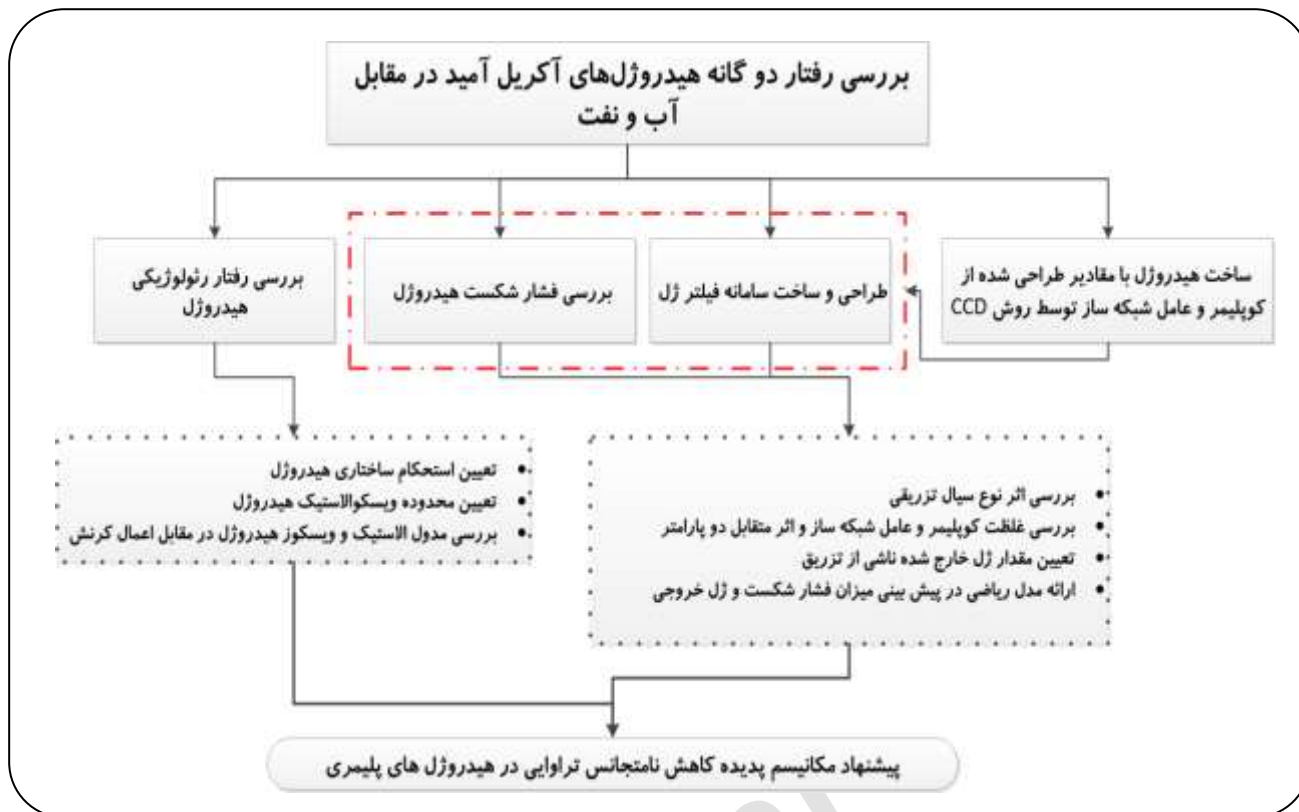 بررسی رفتار دو گانه هیدروژل‌های آکریل آمید در مقابل
آب و نفت
ساخت هیدروژل با مقادیر طراحی شده از
کوپلیمر و عامل شبکه ساز توسط روش CCD
طراحی و ساخت سامانه فیلتر ژل
بررسی فشار شکست هیدروژل
بررسی رفتار رئولوژیکی
هیدروژل
• بررسی اثر نوع سیال تزریقی
• بررسی غلظت کوپلیمر و عامل شبکه ساز و اثر متقابل دو پارامتر
• تعیین مقدار ژل خارج شده ناشی از تزریق
• ارائه مدل ریاضی در پیش بینی میزان فشار شکست و ژل خروجی
• تعیین استحکام ساختاری هیدروژل
• تعیین محدوده ویسکوالاستیک هیدروژل
• بررسی مدول الاستیک و ویسکوز هیدروژل در مقابل اعمال کرنش
پیشنهاد مکانیسم پدیده کاهش نامتجانس تراوایی در هیدروژل های پلیمری